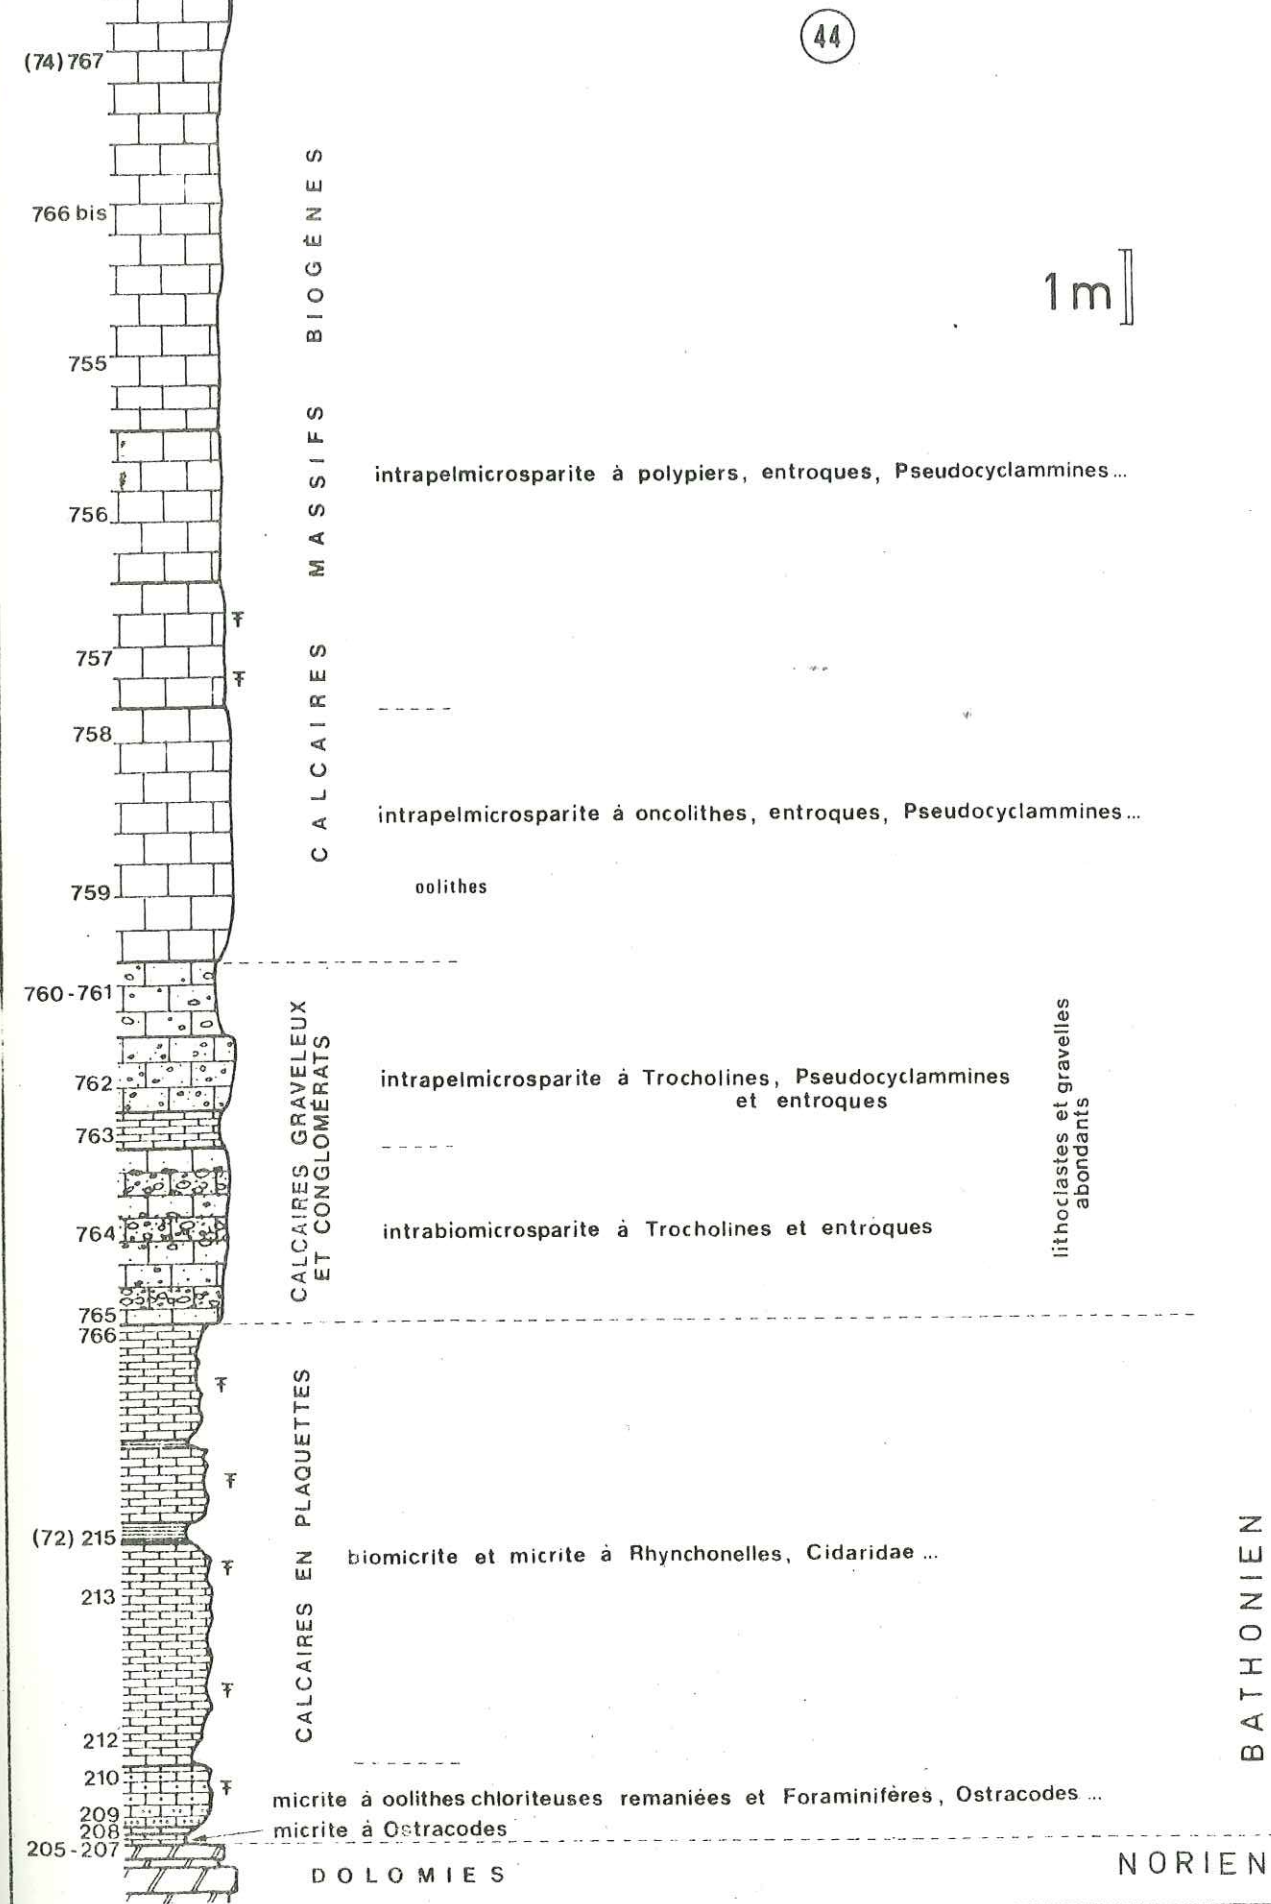 44
(74) 767
766 bis
1 m
755
CALCAIRES MASSIFS BIOGÈNES
intrapelmicrosparite à polypiers, entroques, Pseudocyclammines...
756
757
758
intrapelmicrosparite à oncolithes, entroques, Pseudocyclammines...
759
oolithes
760-761
CALCAIRES GRAVELEUX
ET CONGLOMÉRATS
lithoclastes et gravelles
abondants
762
intrapelmicrosparite à Trocholines, Pseudocyclammines
et entroques
763
764
intrabiomicrosparite à Trocholines et entroques
765
766
CALCAIRES EN PLAQUETTES
(72) 215
biomicrite et micrite à Rhynchonelles, Cidaridae ...
213
BATHONIEN
212
210
micrite à oolithes chloriteuses remaniées et Foraminifères, Ostracodes ...
209
208
micrite à Ostracodes
205-207
DOLOMIES
NORIEN